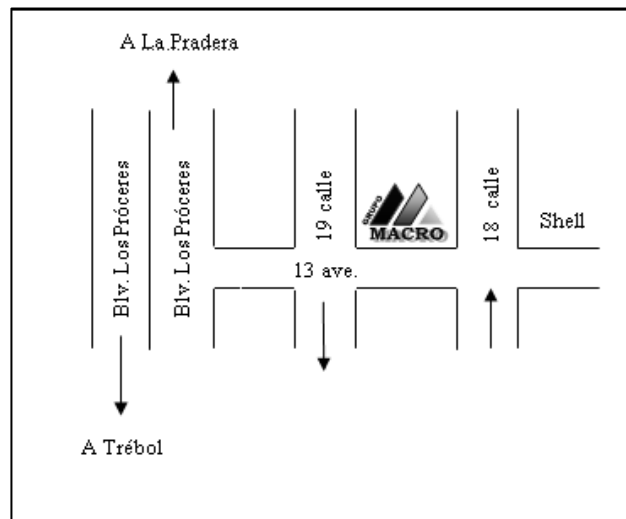 A La Pradera
Blv. Los Próceres
Blv. Los Próceres
19 calle
GRUPO
MACRO
18 calle
Shell
13 ave.
A Trébol